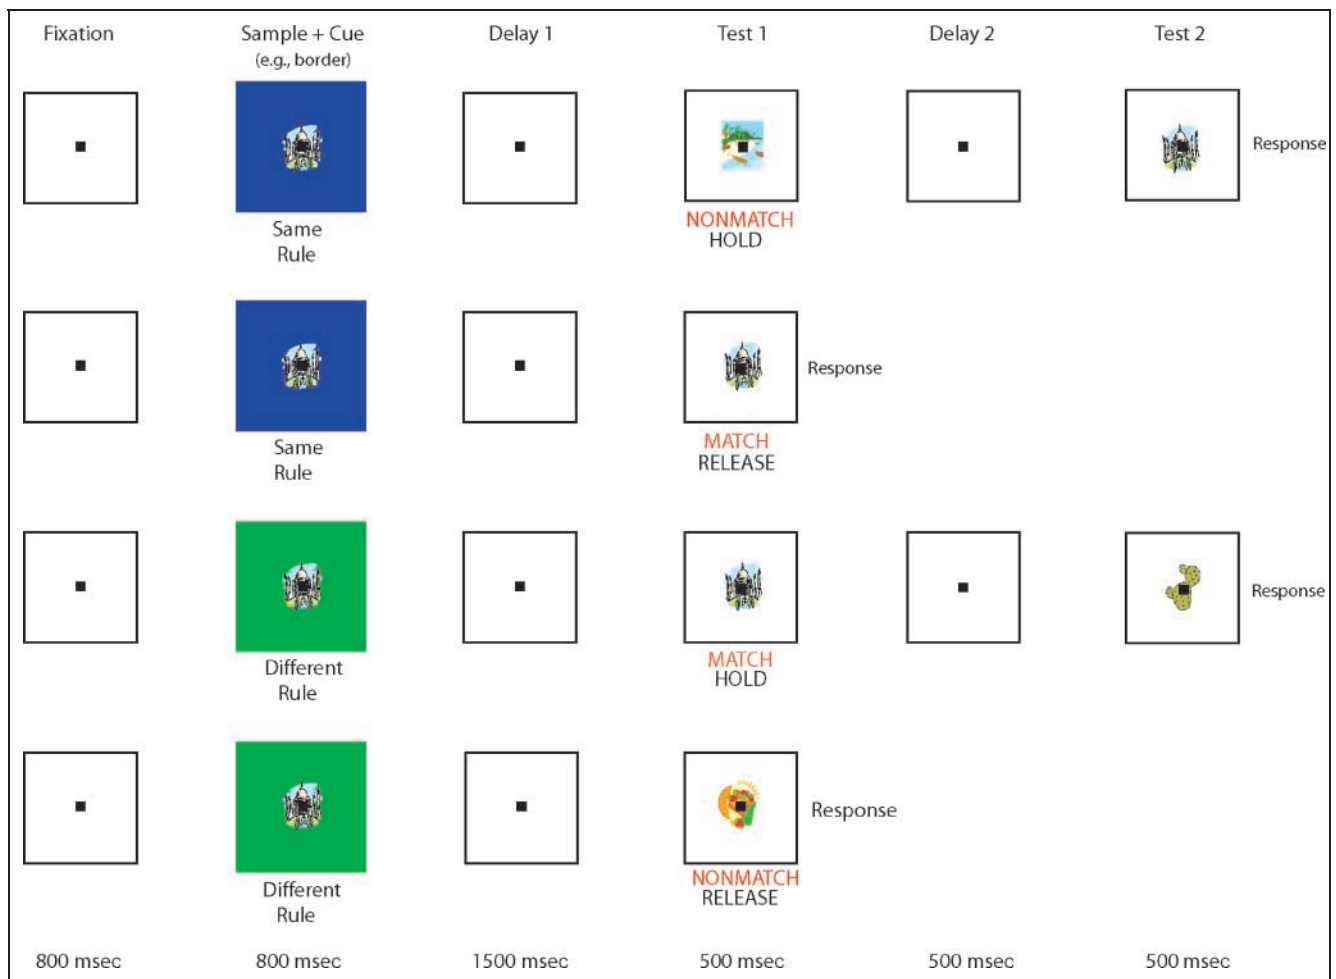 Fixation
Sample + Cue
(e.g., border)
Delay 1
Test 1
Delay 2
Test 2
Response
Same
Rule
NONMATCH
HOLD
Response
Same
Rule
MATCH
RELEASE
Response
Different
Rule
MATCH
HOLD
Response
Different
Rule
NONMATCH
RELEASE
800 msec
800 msec
1500 msec
500 msec
500 msec
500 msec